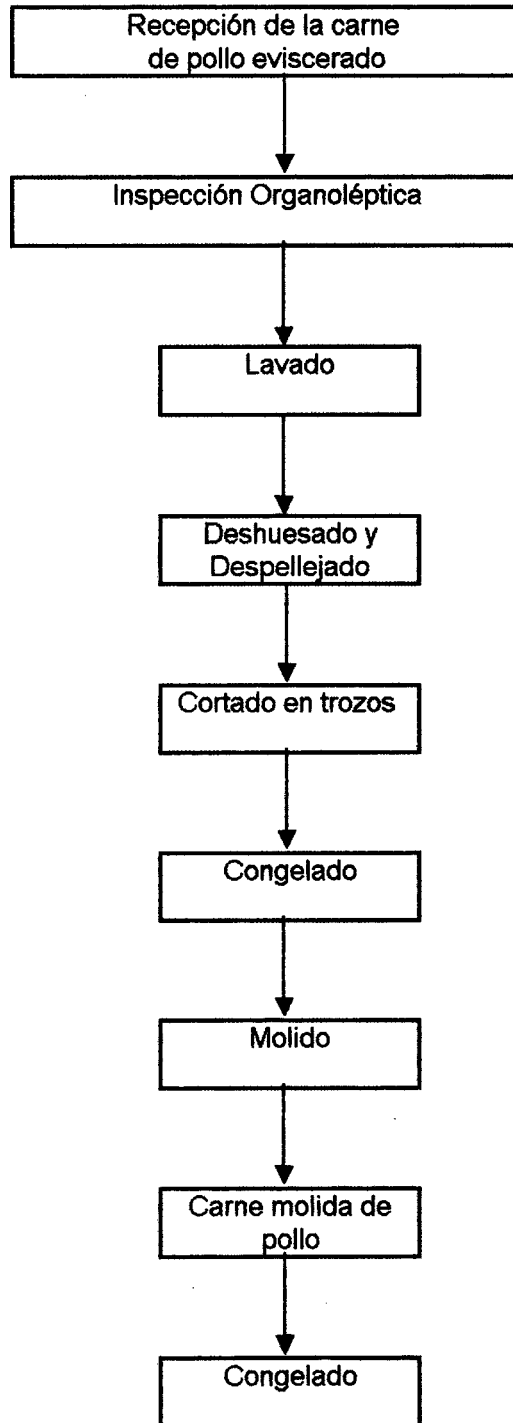 Recepción de la carne
de pollo eviscerado
Inspección Organoléptica
Lavado
Deshuesado y
Despellejado
Cortado en trozos
Congelado
Molido
Carne molida de
pollo
Congelado